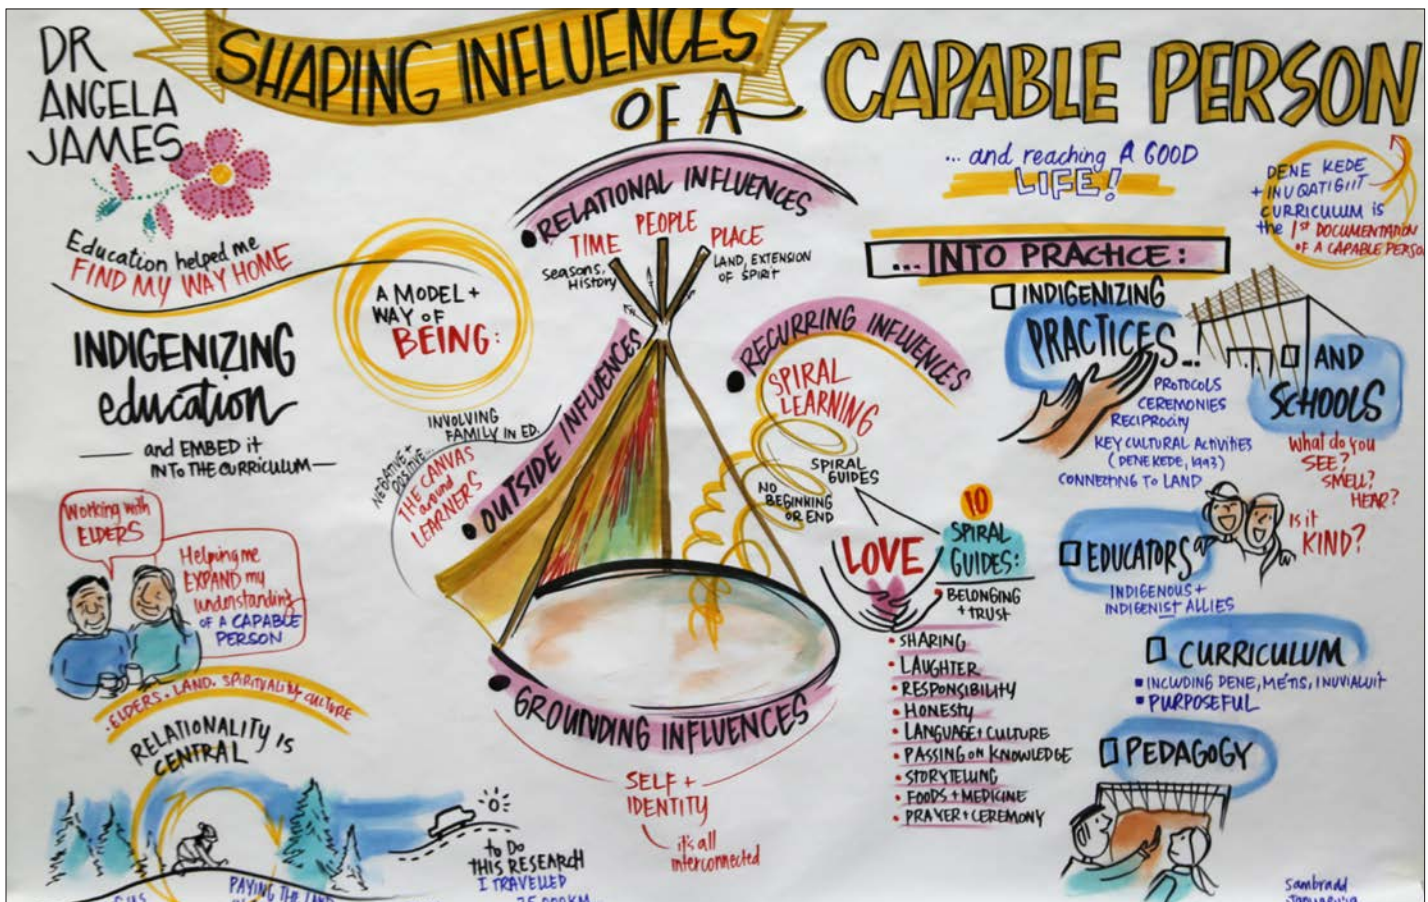 DR
ANGELA
JAMES
SHAPING INFLUENCES
OF A
CAPABLE PERSON
... and reaching A GOOD
LIFE!
DENE KEDE
+ INUQATIGIIT
CURRICULUM is
the 1st DOCUMENTATION
OF A CAPABLE PERSON
Education helped me
FIND MY WAY HOME
INDIGENIZING
education
and EMBED it
INTO THE CURRICULUM
Working with
ELDERS
Helping me
EXPAND my
understanding
OF A CAPABLE
PERSON
ELDERS. LAND. SPIRITUALITY. CULTURE
RELATIONALITY IS
CENTRAL
PAYING THE LAND
to Do
THIS RESEARCH
I TRAVELLED
A MODEL +
WAY OF
BEING:
RELATIONAL INFLUENCES
TIME
seasons,
History
PEOPLE
PLACE
LAND, EXTENSION
OF SPIRIT
OUTSIDE INFLUENCES
INVOLVING
FAMILY IN ED.
NEGATIVE +
POSITIVE...
THE CANVAS
around
LEARNERS
RECURRING INFLUENCES
SPIRAL
LEARNING
SPIRAL
GUIDES
NO
BEGINNING
OR END
LOVE
10
SPIRAL
GUIDES:
• BELONGING
+ TRUST
• SHARING
• LAUGHTER
• RESPONSIBILITY
• HONESTY
• LANGUAGE + CULTURE
• PASSING on KNOWLEDGE
• STORYTELLING
• FOODS + MEDICINE
• PRAYER + CEREMONY
GROUNDING INFLUENCES
SELF +
IDENTITY
it's all
interconnected
... INTO PRACTICE:
INDIGENIZING
PRACTICES...
PROTOCOLS
CEREMONIES
RECIPROCITY
KEY CULTURAL ACTIVITIES
(DENE KEDE, 1993)
CONNECTING TO LAND
AND
SCHOOLS
What do you
SEE?
SMELL?
HEAR?
Is it
KIND?
EDUCATORS
INDIGENOUS +
INDIGENIST ALLIES
CURRICULUM
INCLUDING DENE, MÉTIS, INUVIALUIT
PURPOSEFUL
PEDAGOGY
Sambradd